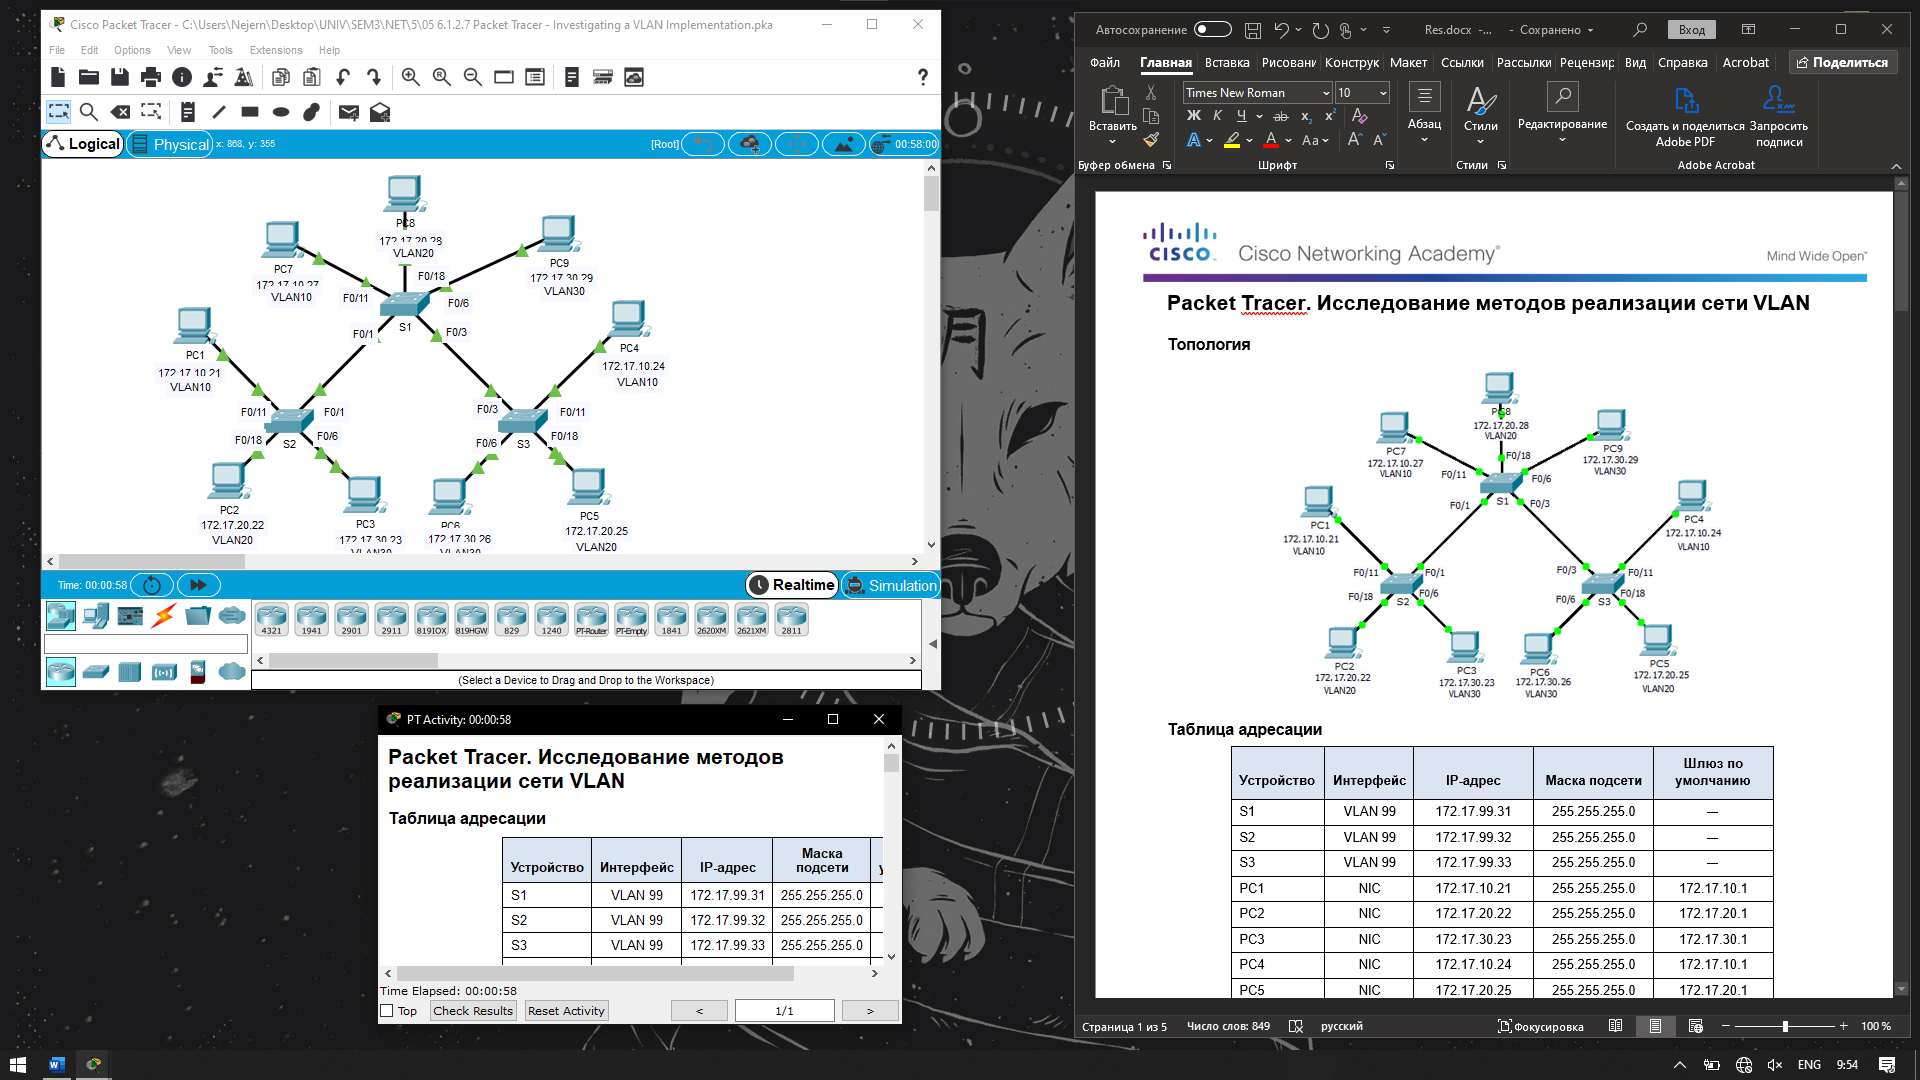 Cisco Packet Tracer - C:\Users\Nejern\Desktop\UNIV\SEM3\NET\5\05 6.1.2.7 Packet Tracer - Investigating a VLAN Implementation.pka
File Edit Options View Tools Extensions Help
Logical
Physical
x: 868, y: 355
[Root]
00:58:00
PC8
172.17.20.28
VLAN20
PC7
172.17.10.27
VLAN10
PC9
172.17.30.29
VLAN30
F0/18
F0/11
F0/6
S1
F0/1
F0/3
PC1
172.17.10.21
VLAN10
PC4
172.17.10.24
VLAN10
F0/11
F0/1
F0/18
F0/6
S2
F0/3
F0/11
F0/6
F0/18
S3
PC2
172.17.20.22
VLAN20
PC3
172.17.30.23
VLAN30
PC6
172.17.30.26
VLAN30
PC5
172.17.20.25
VLAN20
Time: 00:00:58
Realtime
Simulation
4321 1941 2901 2911 819IOX 819HGW 829 1240 PT-Router PT-Empty 1841 2620XM 2621XM 2811
(Select a Device to Drag and Drop to the Workspace)
PT Activity: 00:00:58
Packet Tracer. Исследование методов
реализации сети VLAN
Таблица адресации
Устройство Интерфейс IP-адрес Маска подсети у
S1 VLAN 99 172.17.99.31 255.255.255.0
S2 VLAN 99 172.17.99.32 255.255.255.0
S3 VLAN 99 172.17.99.33 255.255.255.0
Time Elapsed: 00:00:58
Top
Check Results
Reset Activity
<
1/1
>
Автосохранение
Res.docx -... - Сохранено
Вход
Файл Главная Вставка Рисовани Конструк Макет Ссылки Рассылки Рецензир Вид Справка Acrobat
Поделиться
Вставить
Буфер обмена
Times New Roman
10
Ж К Ч ab x₂ x²
Aa
Шрифт
Абзац
Стили
Стили
Редактирование
Создать и поделиться Adobe PDF
Запросить подписи
Adobe Acrobat
CISCO
Cisco Networking Academy®
Mind Wide Open™
Packet Tracer. Исследование методов реализации сети VLAN
Топология
PC8
172.17.20.28
VLAN20
PC7
172.17.10.27
VLAN10
PC9
172.17.30.29
VLAN30
F0/18
F0/11
F0/6
S1
F0/1
F0/3
PC1
172.17.10.21
VLAN10
PC4
172.17.10.24
VLAN10
F0/11
F0/1
F0/18
F0/6
S2
F0/3
F0/11
F0/6
F0/18
S3
PC2
172.17.20.22
VLAN20
PC3
172.17.30.23
VLAN30
PC6
172.17.30.26
VLAN30
PC5
172.17.20.25
VLAN20
Таблица адресации
Устройство Интерфейс IP-адрес Маска подсети Шлюз по умолчанию
S1 VLAN 99 172.17.99.31 255.255.255.0 —
S2 VLAN 99 172.17.99.32 255.255.255.0 —
S3 VLAN 99 172.17.99.33 255.255.255.0 —
PC1 NIC 172.17.10.21 255.255.255.0 172.17.10.1
PC2 NIC 172.17.20.22 255.255.255.0 172.17.20.1
PC3 NIC 172.17.30.23 255.255.255.0 172.17.30.1
PC4 NIC 172.17.10.24 255.255.255.0 172.17.10.1
PC5 NIC 172.17.20.25 255.255.255.0 172.17.20.1
Страница 1 из 5
Число слов: 849
русский
Фокусировка
100 %
ENG
9:54